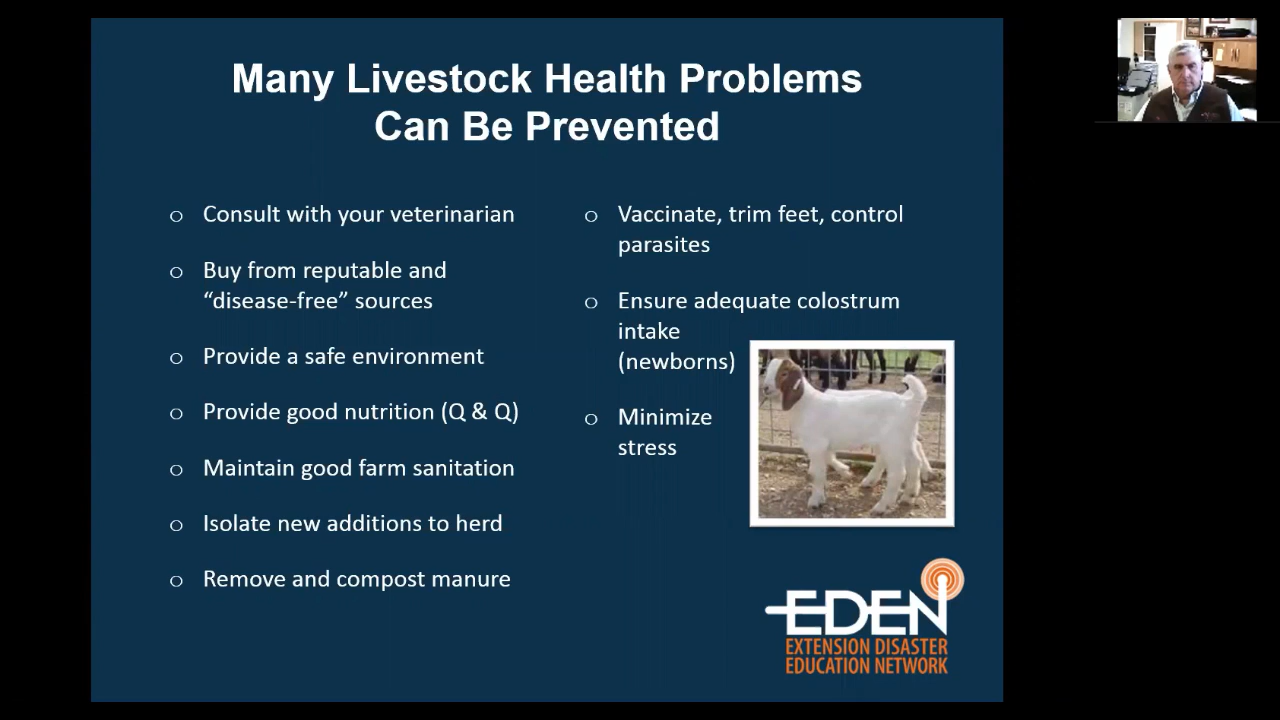 Many Livestock Health Problems
Can Be Prevented
o Consult with your veterinarian
o Buy from reputable and
“disease-free” sources
o Provide a safe environment
o Provide good nutrition (Q & Q)
o Maintain good farm sanitation
o Isolate new additions to herd
o Remove and compost manure
o Vaccinate, trim feet, control
parasites
o Ensure adequate colostrum
intake
(newborns)
o Minimize
stress
EDEN
EXTENSION DISASTER
EDUCATION NETWORK